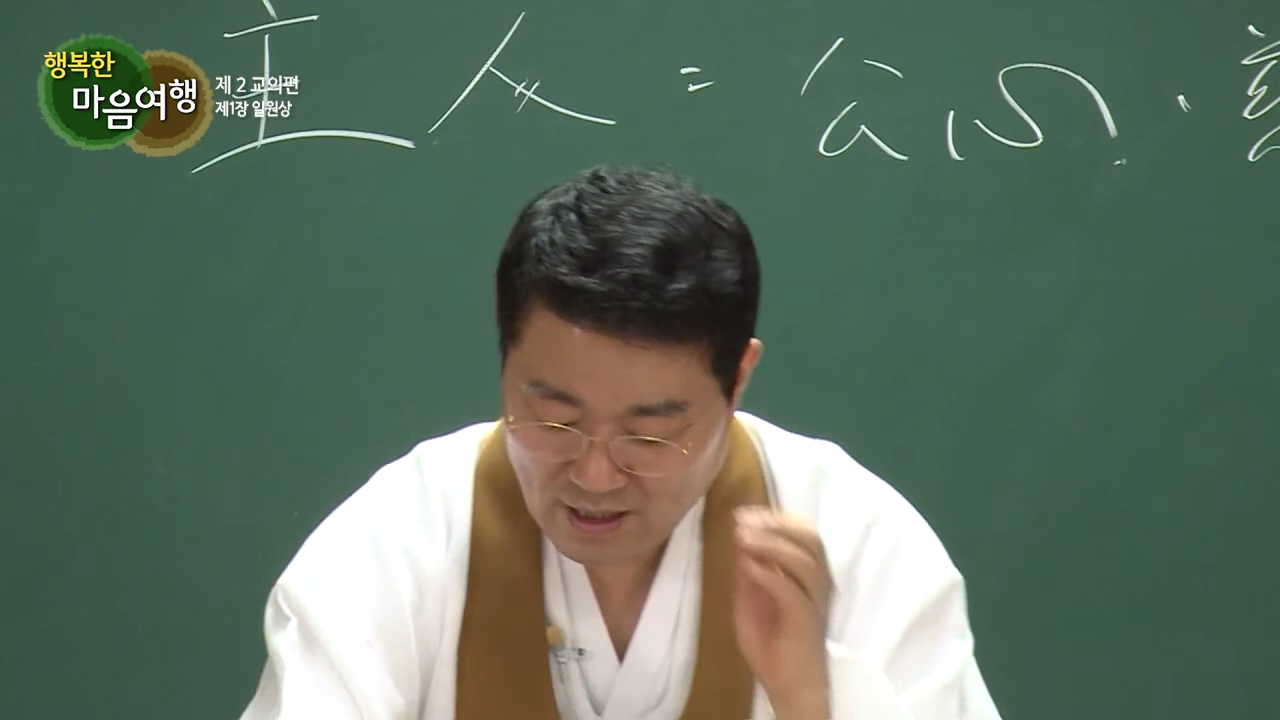 主人 = 公心 ·
행복한
마음여행
제 2 교의편
제1장 일원상